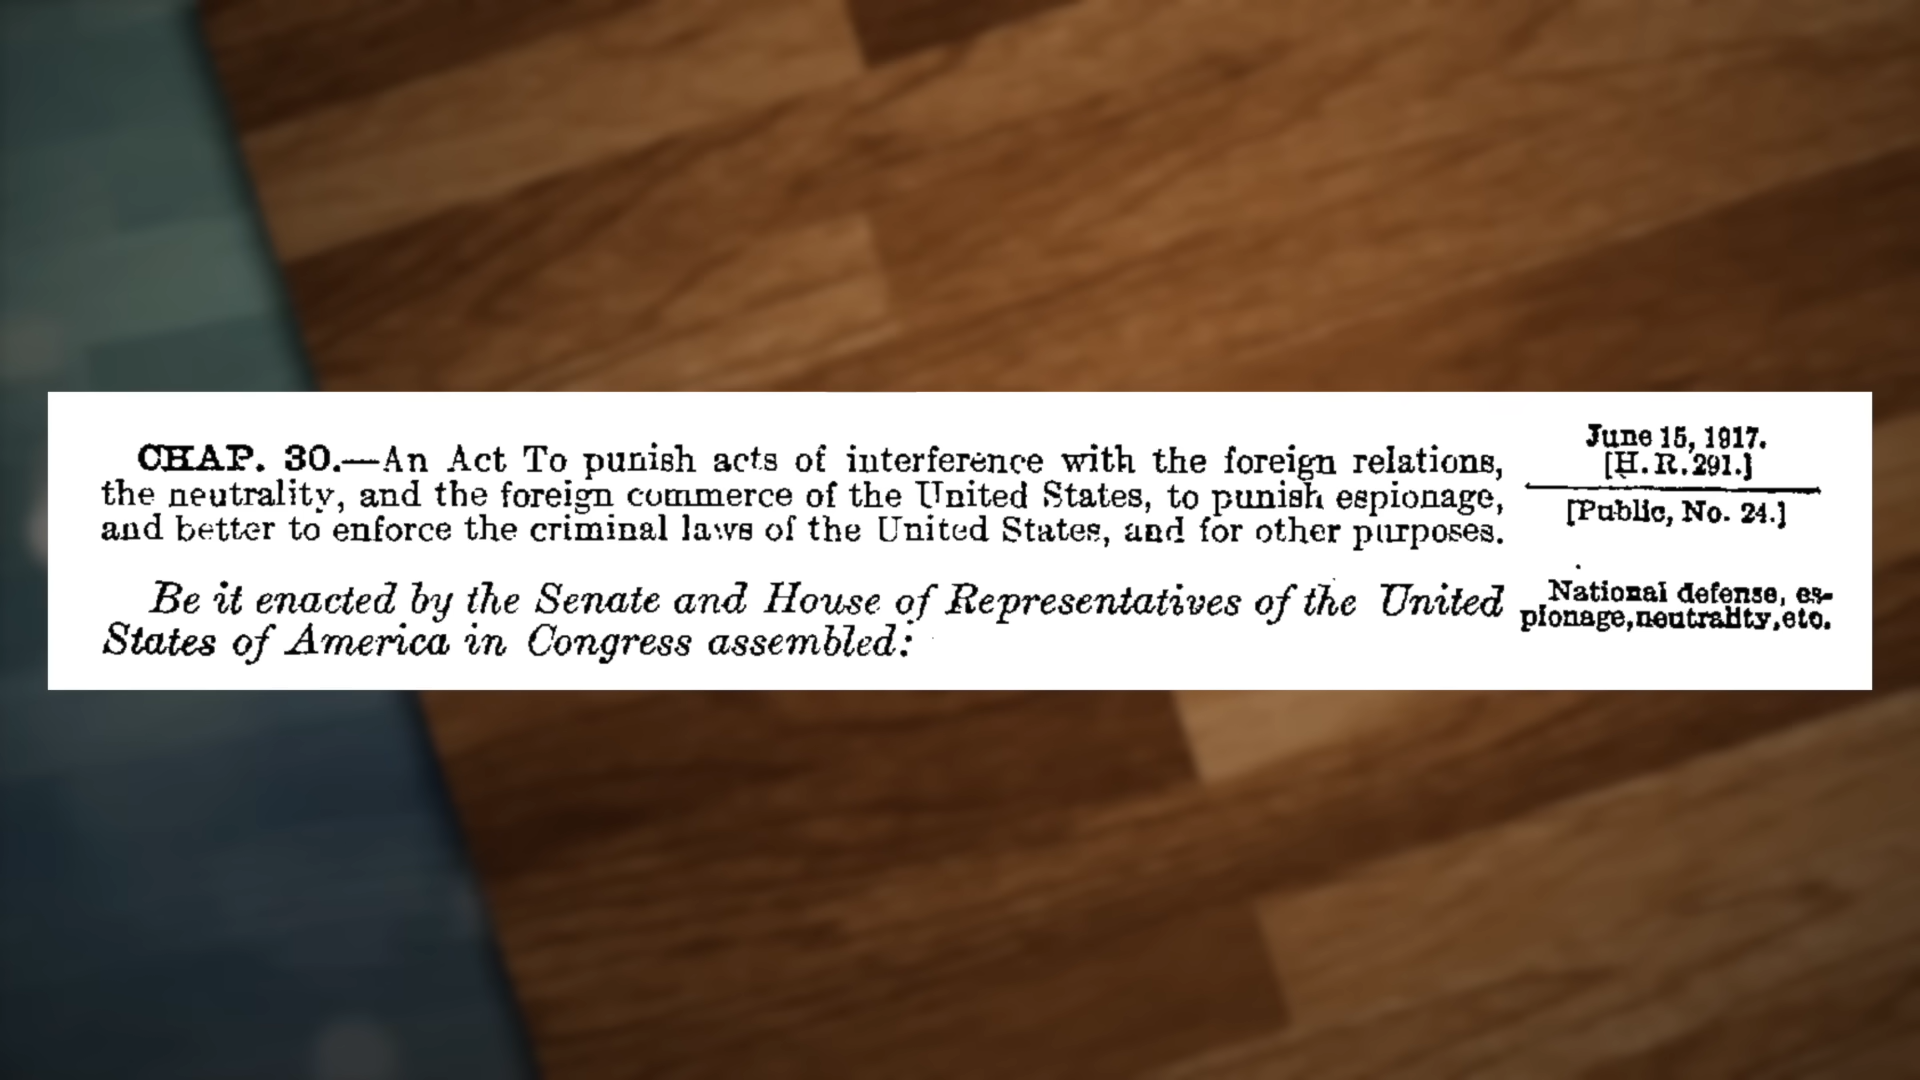 CHAP. 30.—An Act To punish acts of interference with the foreign relations,
the neutrality, and the foreign commerce of the United States, to punish espionage,
and better to enforce the criminal laws of the United States, and for other purposes.
Be it enacted by the Senate and House of Representatives of the United
States of America in Congress assembled:
June 15, 1917.
[H. R. 291.]
[Public, No. 24.]
National defense, es-
pionage, neutrality, etc.